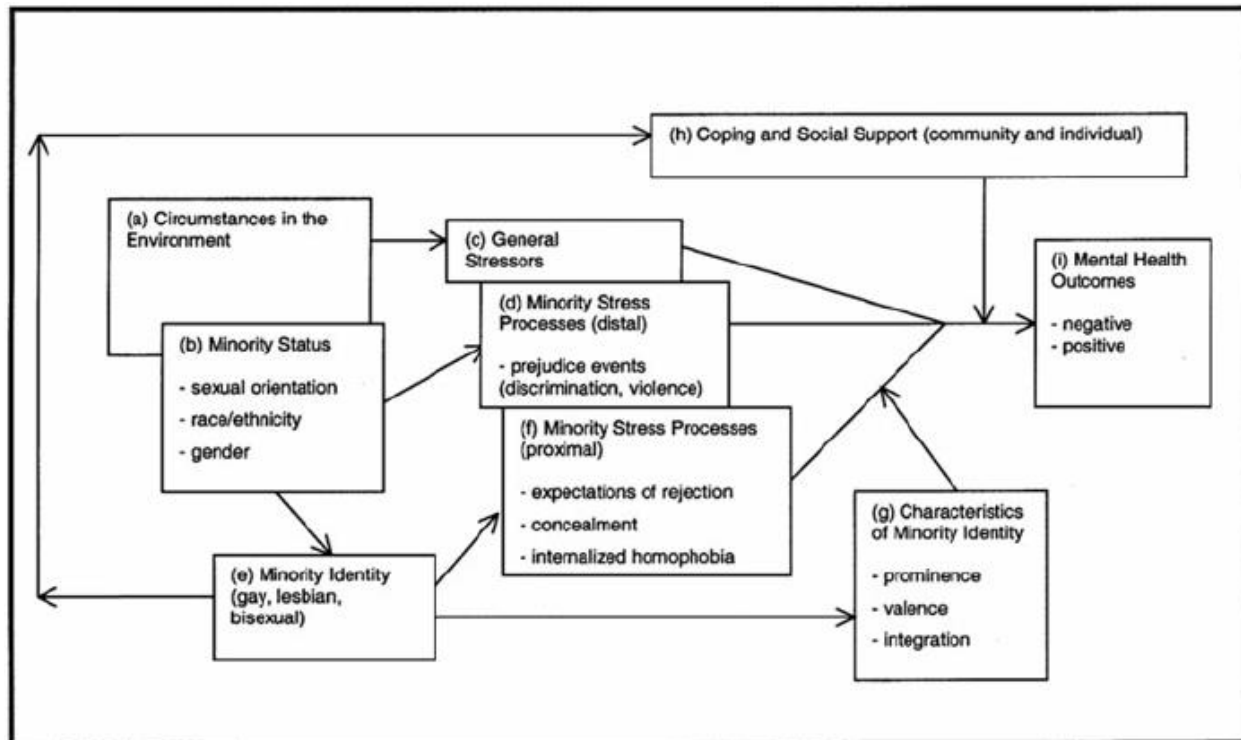 (h) Coping and Social Support (community and individual)
(a) Circumstances in the
Environment
(c) General
Stressors
(i) Mental Health
Outcomes
- negative
- positive
(d) Minority Stress
Processes (distal)
- prejudice events
(discrimination, violence)
(b) Minority Status
- sexual orientation
- race/ethnicity
- gender
(f) Minority Stress Processes
(proximal)
- expectations of rejection
- concealment
- internalized homophobia
(g) Characteristics
of Minority Identity
- prominence
- valence
- integration
(e) Minority Identity
(gay, lesbian,
bisexual)